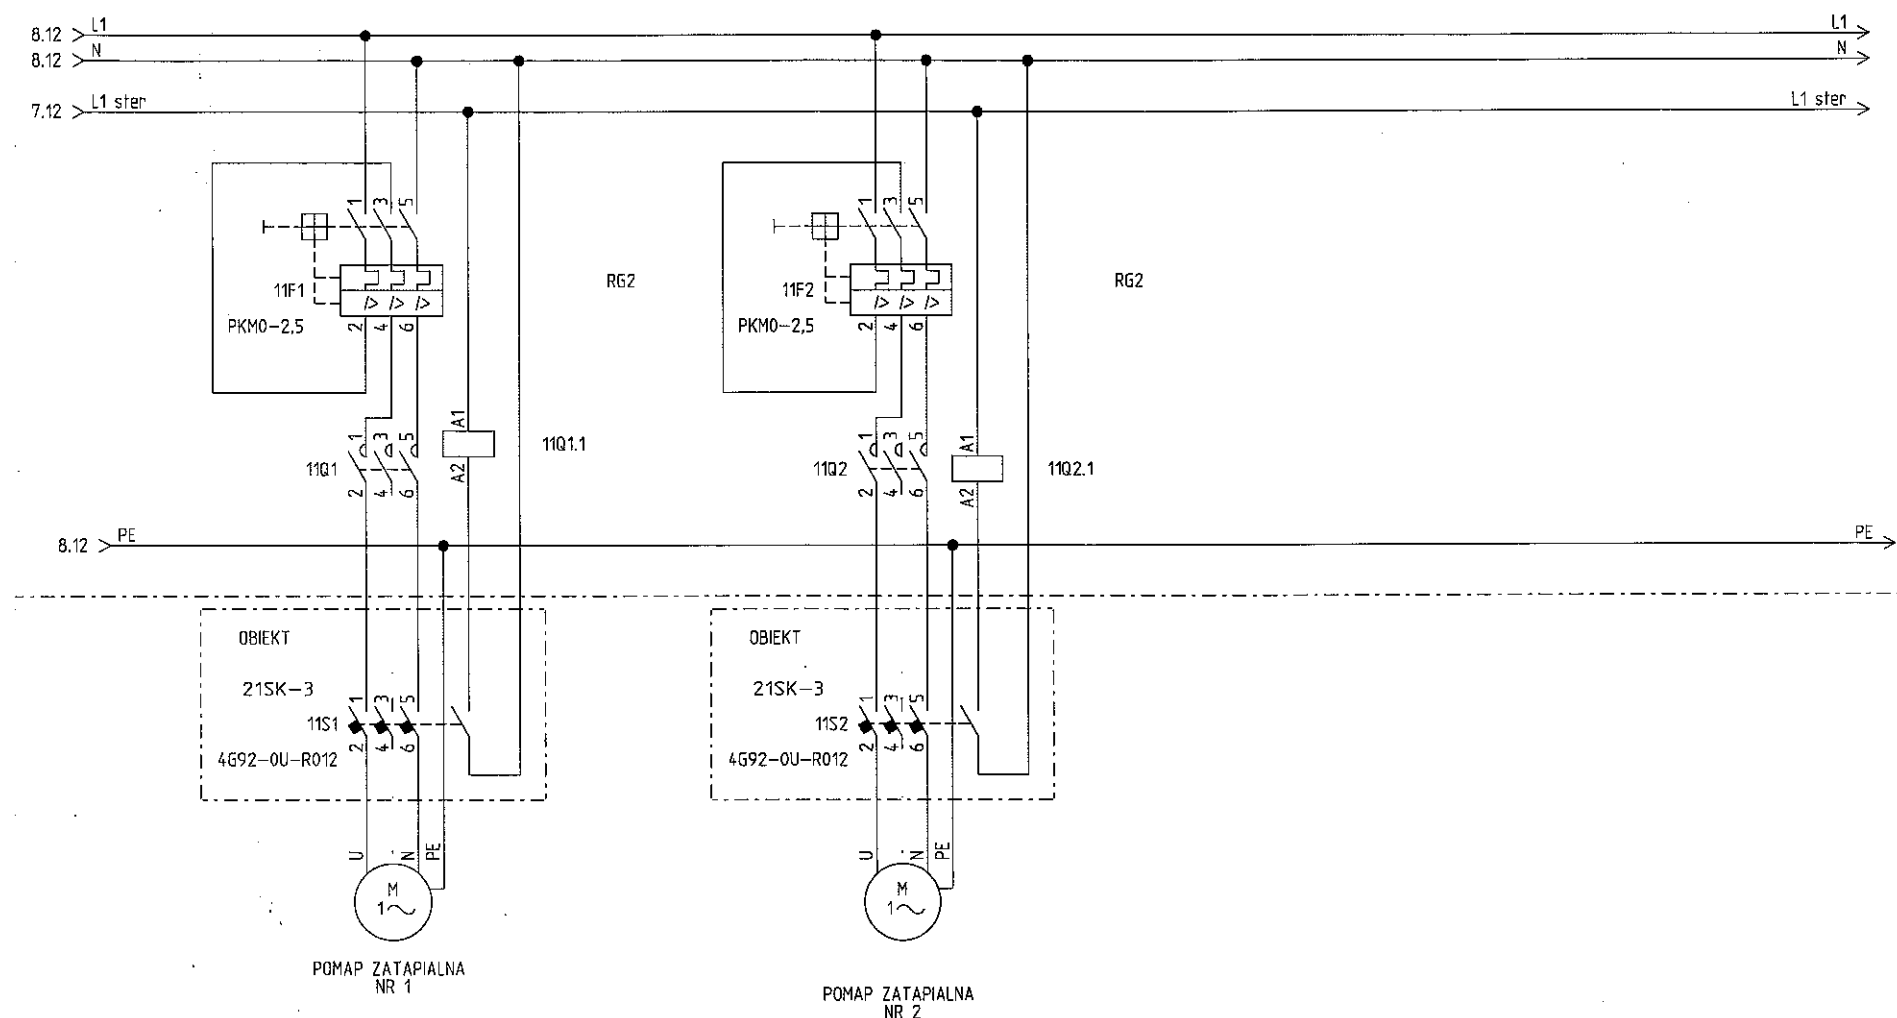 8.12 L1 L1
8.12 N N
7.12 L1 ster L1 ster
1 3 5 1 3 5
11F1 RG2 11F2 RG2
PKM0-2,5 2 4 6 PKM0-2,5 2 4 6
1 3 5 A1 1 3 5 A1
11Q1 11Q1.1 11Q2 11Q2.1
2 4 6 A2 2 4 6 A2
8.12 PE PE
OBIEKT OBIEKT
21SK-3 21SK-3
1 3 5 1 3 5
11S1 11S2
2 4 6 2 4 6
4G92-0U-R012 4G92-0U-R012
U N PE U N PE
M M
1~ 1~
POMAP ZATAPIALNA
NR 1
POMAP ZATAPIALNA
NR 2